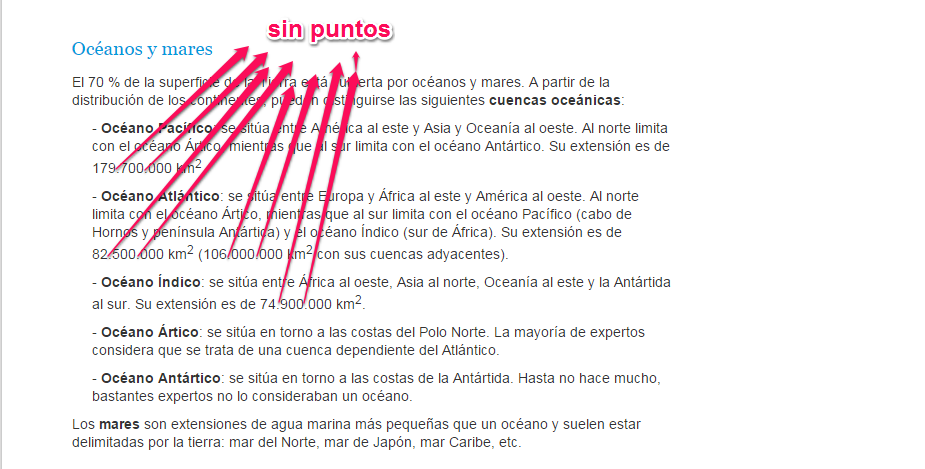 sin puntos
Océanos y mares
El 70 % de la superficie de la Tierra está cubierta por océanos y mares. A partir de la
distribución de los continentes, pueden distinguirse las siguientes cuencas oceánicas:
- Océano Pacífico: se sitúa entre América al este y Asia y Oceanía al oeste. Al norte limita
con el océano Ártico, mientras que al sur limita con el océano Antártico. Su extensión es de
179.700.000 km²
- Océano Atlántico: se sitúa entre Europa y África al este y América al oeste. Al norte
limita con el océano Ártico, mientras que al sur limita con el océano Pacífico (cabo de
Hornos y península Antártica) y el océano Índico (sur de África). Su extensión es de
82.500.000 km² (106.000.000 km² con sus cuencas adyacentes).
- Océano Índico: se sitúa entre África al oeste, Asia al norte, Oceanía al este y la Antártida
al sur. Su extensión es de 74.900.000 km².
- Océano Ártico: se sitúa en torno a las costas del Polo Norte. La mayoría de expertos
considera que se trata de una cuenca dependiente del Atlántico.
- Océano Antártico: se sitúa en torno a las costas de la Antártida. Hasta no hace mucho,
bastantes expertos no lo consideraban un océano.
Los mares son extensiones de agua marina más pequeñas que un océano y suelen estar
delimitadas por la tierra: mar del Norte, mar de Japón, mar Caribe, etc.